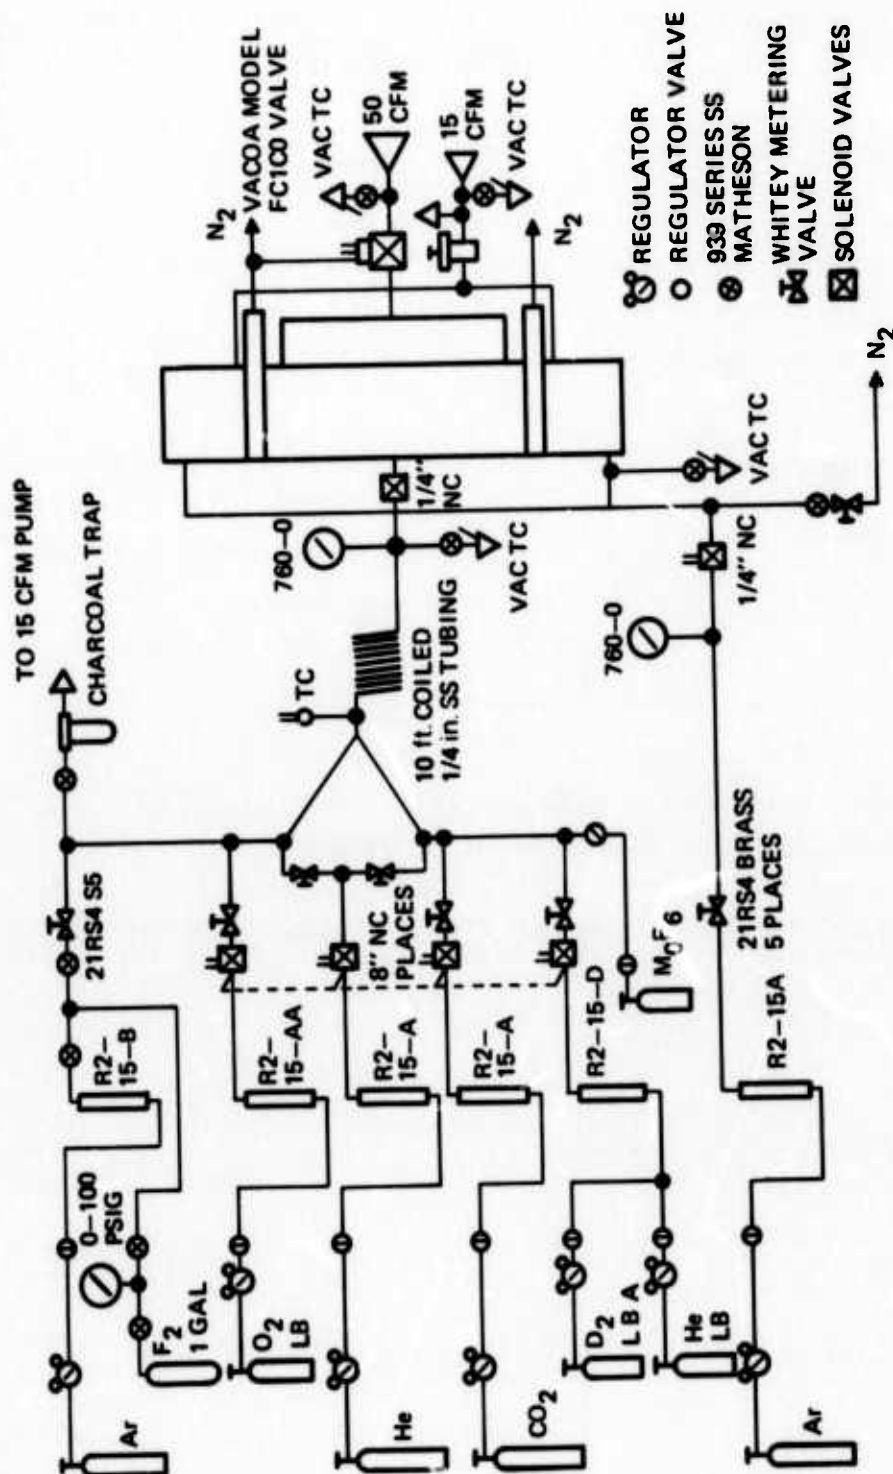 TO 15 CFM PUMP
CHARCOAL TRAP
N2
VACOA MODEL
FC1C0 VALVE
VAC TC
50
CFM
15
CFM
VAC TC
N2
REGULATOR
REGULATOR VALVE
939 SERIES SS
MATHESON
WHITEY METERING
VALVE
SOLENOID VALVES
N2
VAC TC
1/4" NC
760-0
1/4"
NC
760-0
VAC TC
TC
10 ft. COILED
1/4 in. SS TUBING
21RS4 S5
8" NC
PLACES
MOF6
21RS4 BRASS
5 PLACES
R2-
15-B
R2-
15-AA
R2-
15-A
R2-
15-A
R2-15-D
R2-15A
0-100
PSIG
Ar
F2
1 GAL
O2
LB
He
CO2
D2
LB A
He
LB
Ar